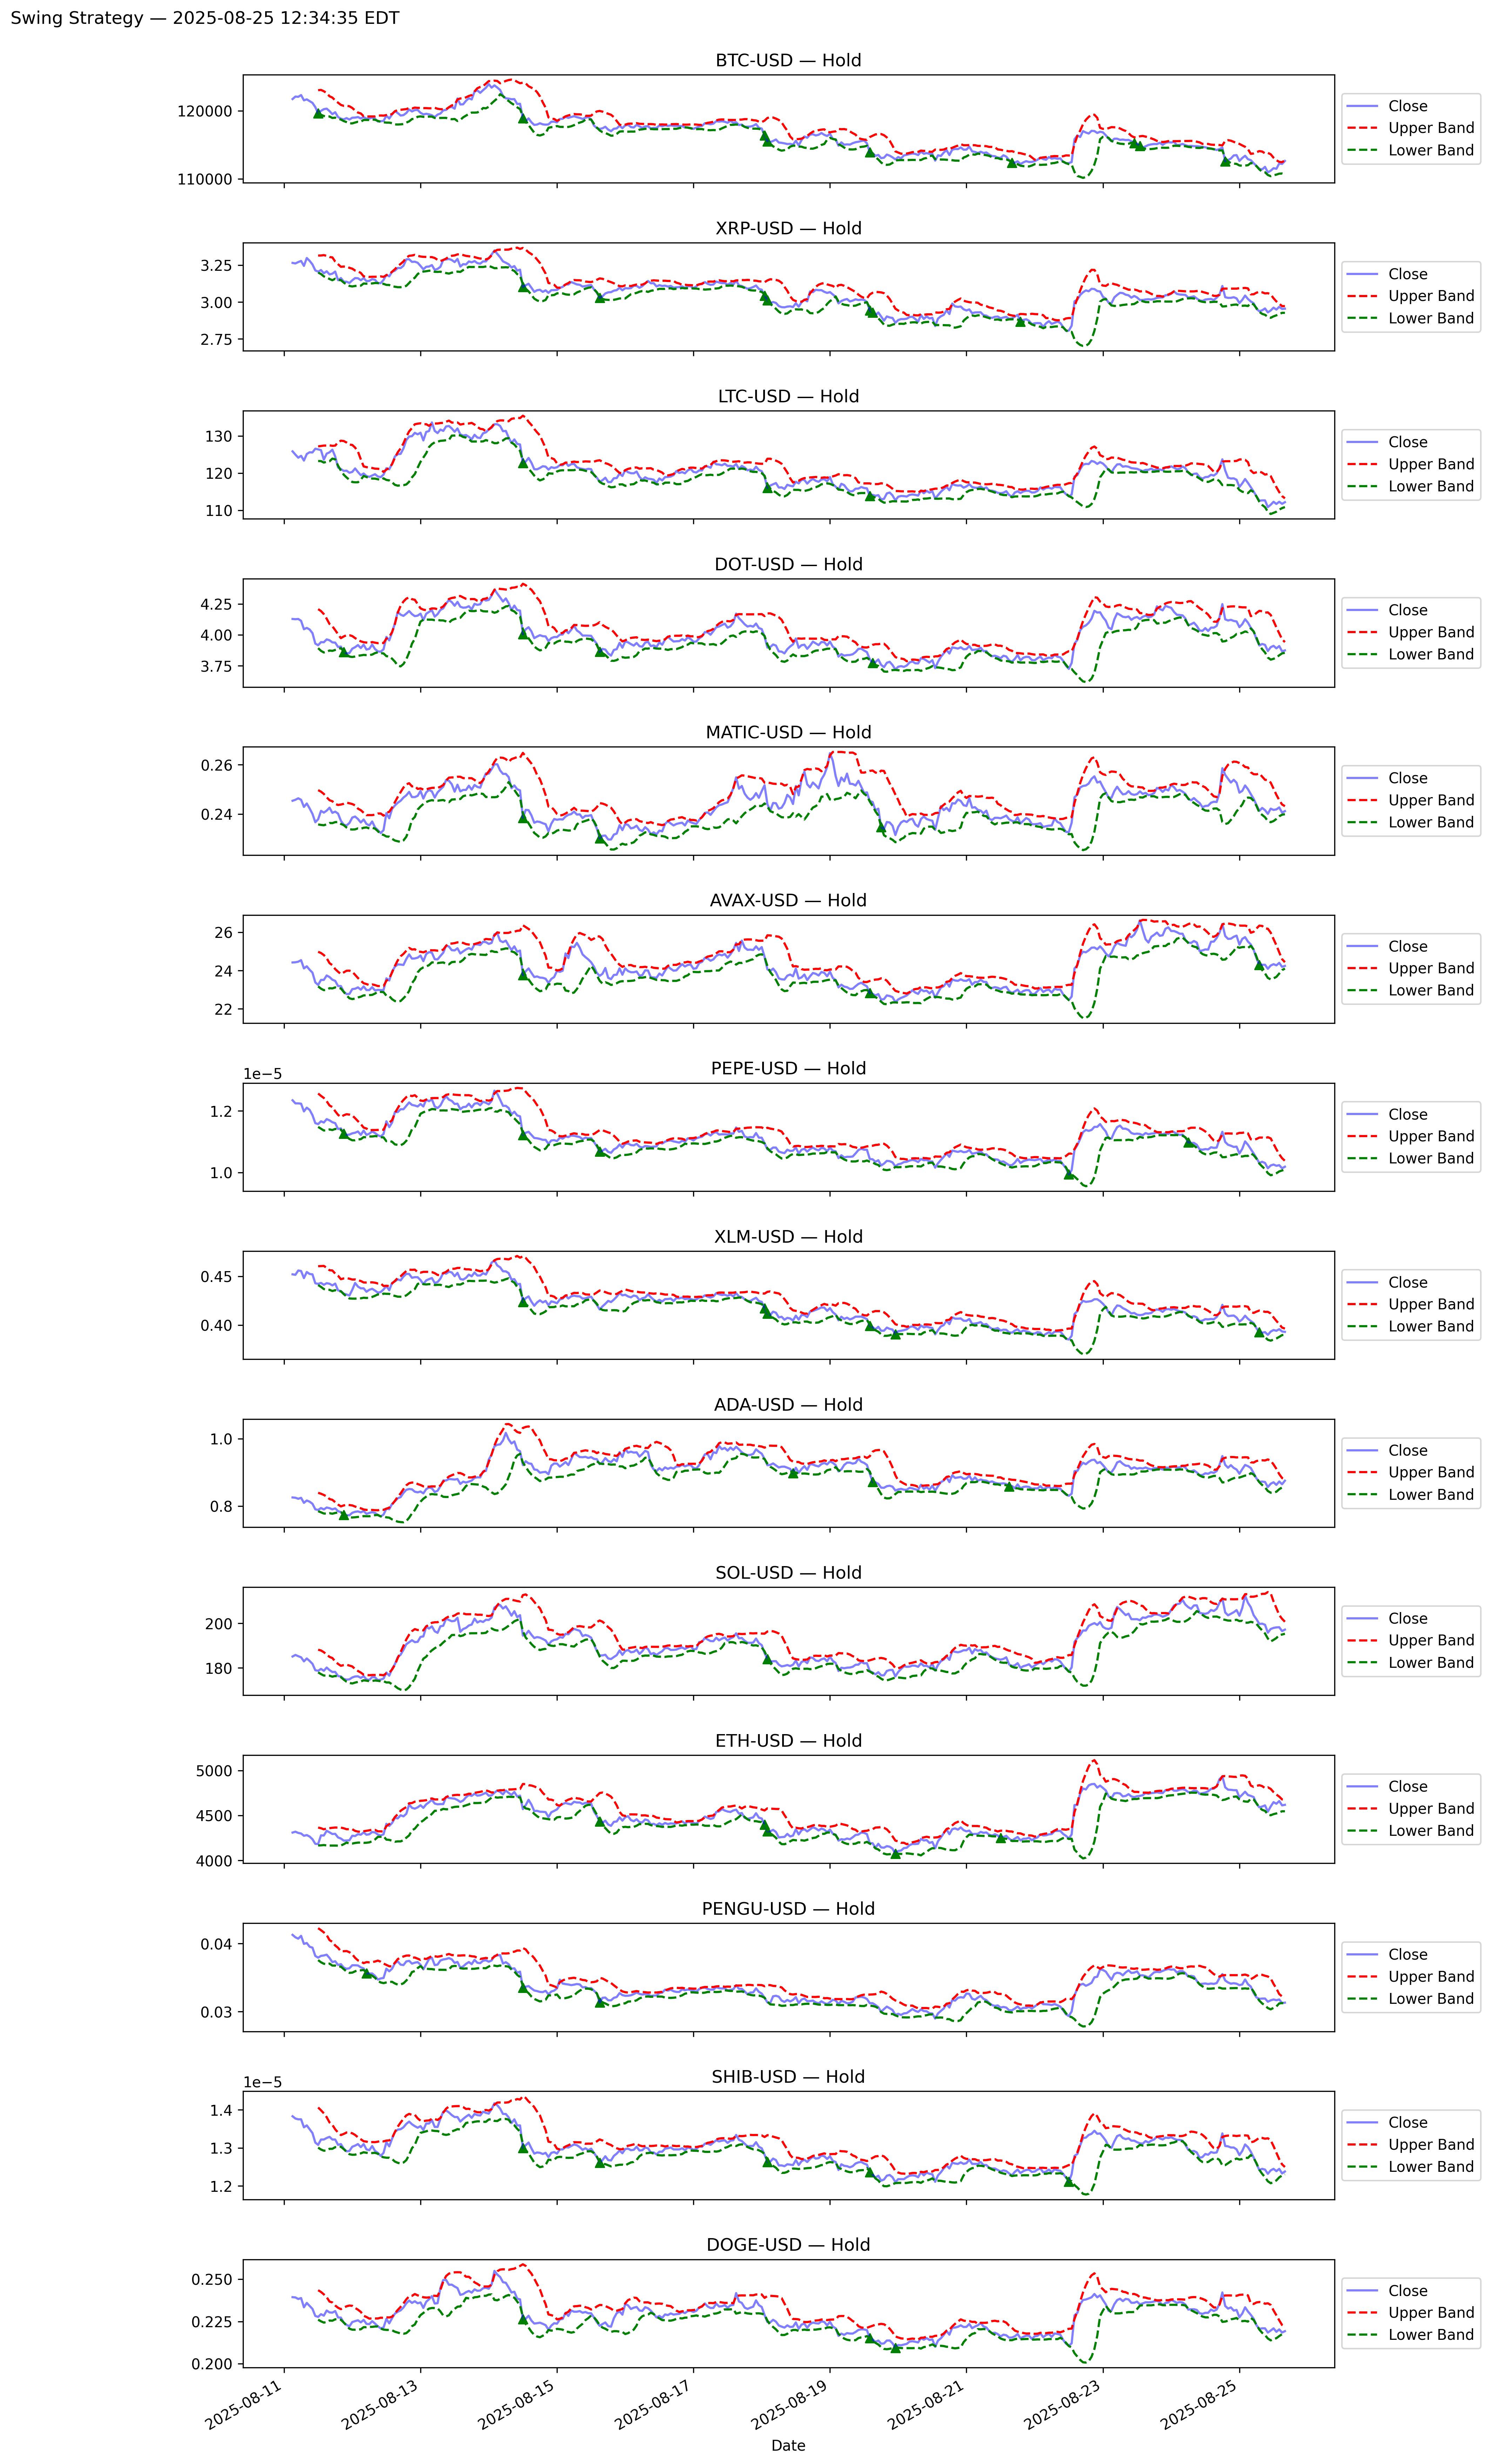 Swing Strategy — 2025-08-25 12:34:35 EDT
BTC-USD — Hold
120000
110000
Close
Upper Band
Lower Band
XRP-USD — Hold
3.25
3.00
2.75
Close
Upper Band
Lower Band
LTC-USD — Hold
130
120
110
Close
Upper Band
Lower Band
DOT-USD — Hold
4.25
4.00
3.75
Close
Upper Band
Lower Band
MATIC-USD — Hold
0.26
0.24
Close
Upper Band
Lower Band
AVAX-USD — Hold
26
24
22
Close
Upper Band
Lower Band
PEPE-USD — Hold
1e−5
1.2
1.0
Close
Upper Band
Lower Band
XLM-USD — Hold
0.45
0.40
Close
Upper Band
Lower Band
ADA-USD — Hold
1.0
0.8
Close
Upper Band
Lower Band
SOL-USD — Hold
200
180
Close
Upper Band
Lower Band
ETH-USD — Hold
5000
4500
4000
Close
Upper Band
Lower Band
PENGU-USD — Hold
0.04
0.03
Close
Upper Band
Lower Band
SHIB-USD — Hold
1e−5
1.4
1.3
1.2
Close
Upper Band
Lower Band
DOGE-USD — Hold
0.250
0.225
0.200
Close
Upper Band
Lower Band
2025-08-11
2025-08-13
2025-08-15
2025-08-17
2025-08-19
2025-08-21
2025-08-23
2025-08-25
Date